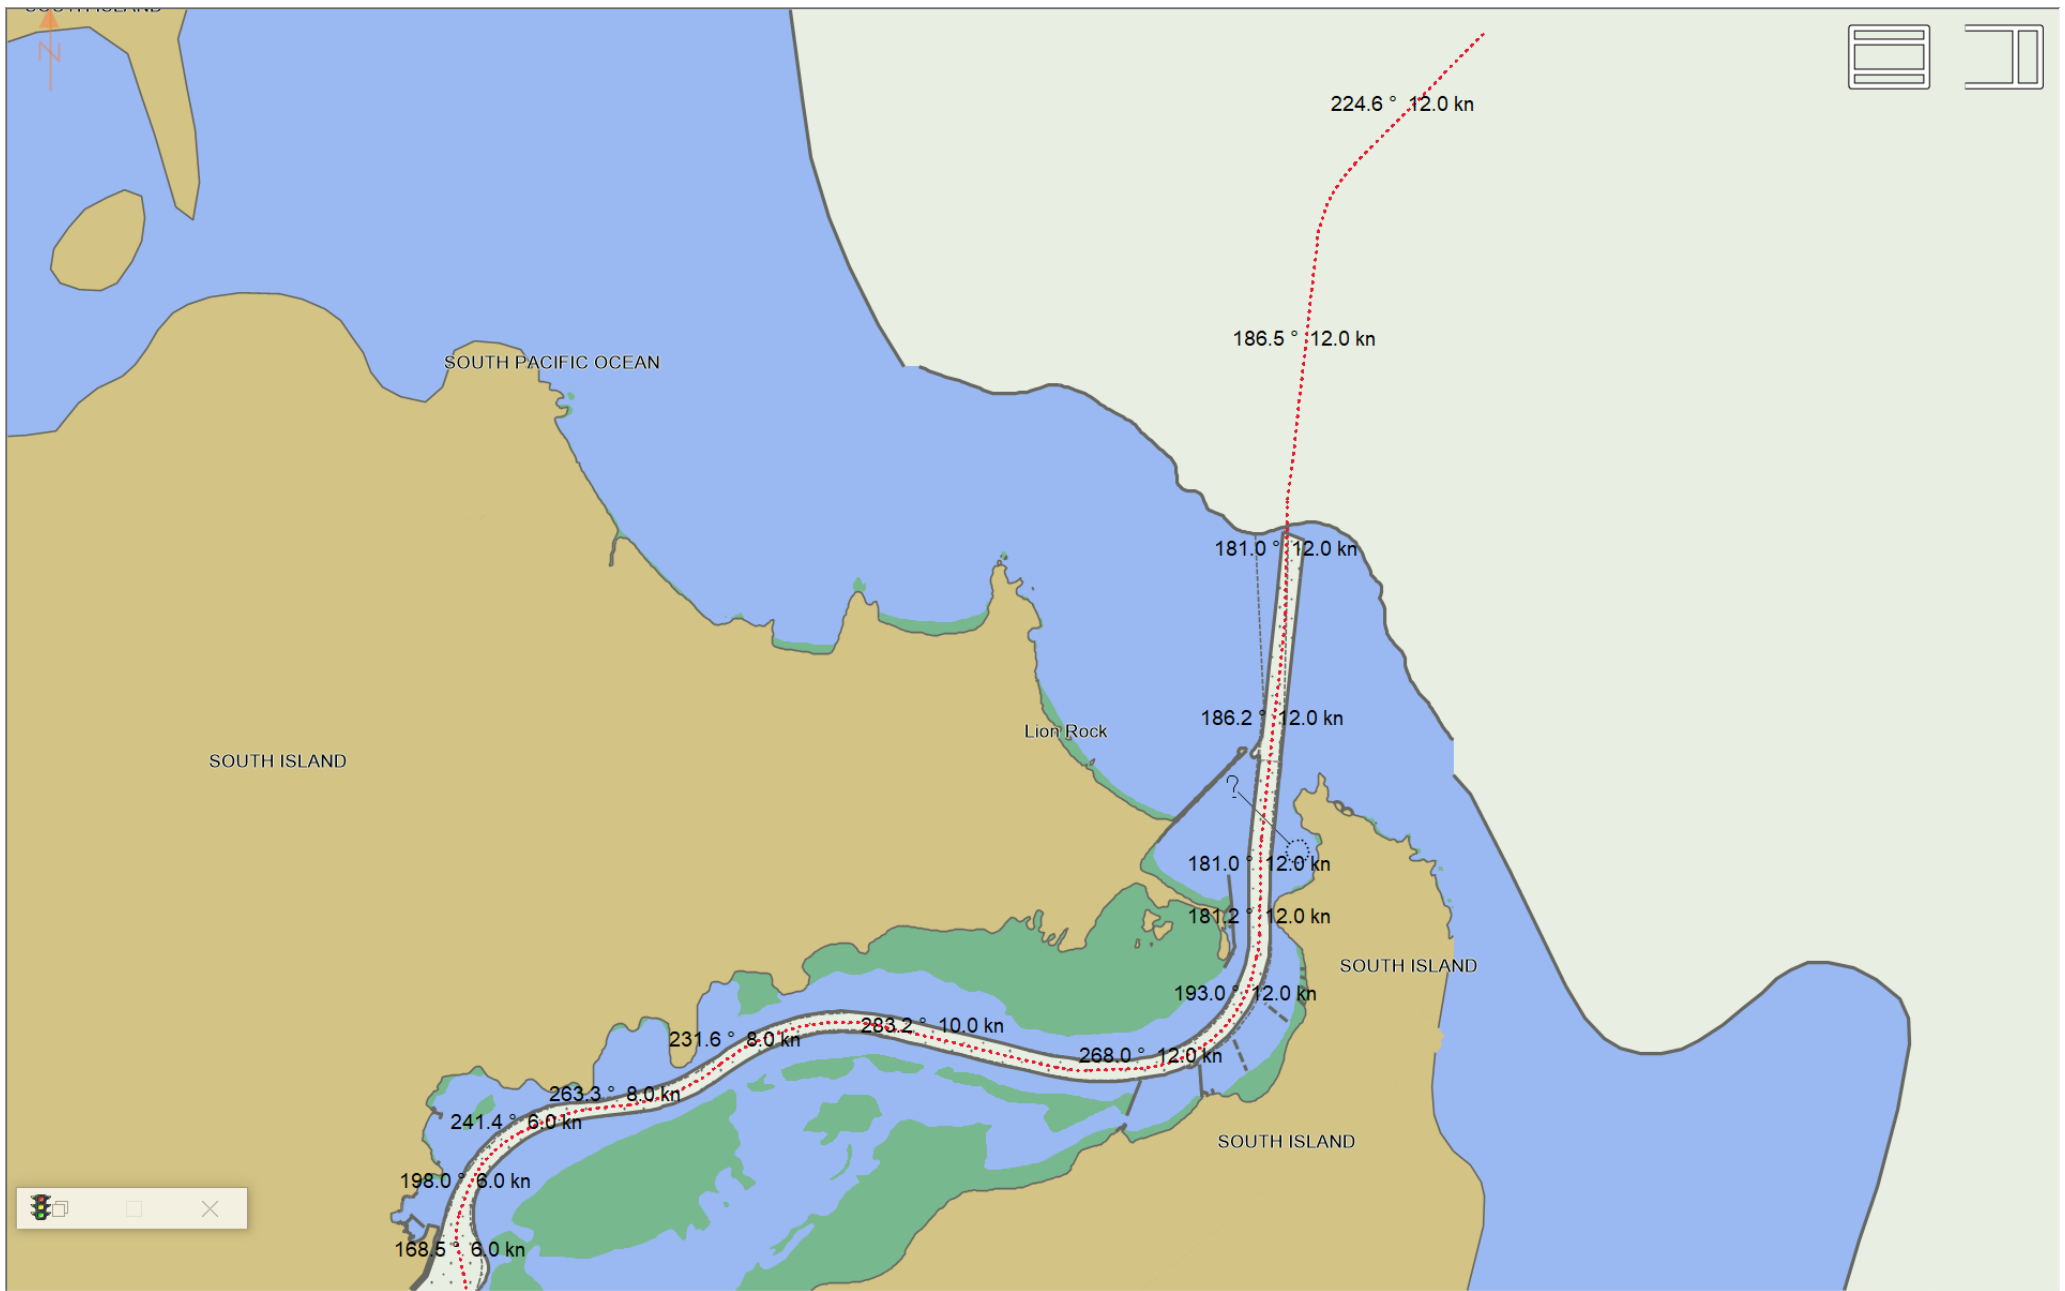 SOUTH ISLAND
N
224.6 ° 12.0 kn
186.5 ° 12.0 kn
SOUTH PACIFIC OCEAN
181.0 ° 12.0 kn
186.2 ° 12.0 kn
Lion Rock
SOUTH ISLAND
?
181.0 ° 12.0 kn
181.2 ° 12.0 kn
SOUTH ISLAND
193.0 ° 12.0 kn
283.2 ° 10.0 kn
231.6 ° 8.0 kn
268.0 ° 12.0 kn
263.3 ° 8.0 kn
241.4 ° 6.0 kn
SOUTH ISLAND
198.0 ° 6.0 kn
168.5 ° 6.0 kn